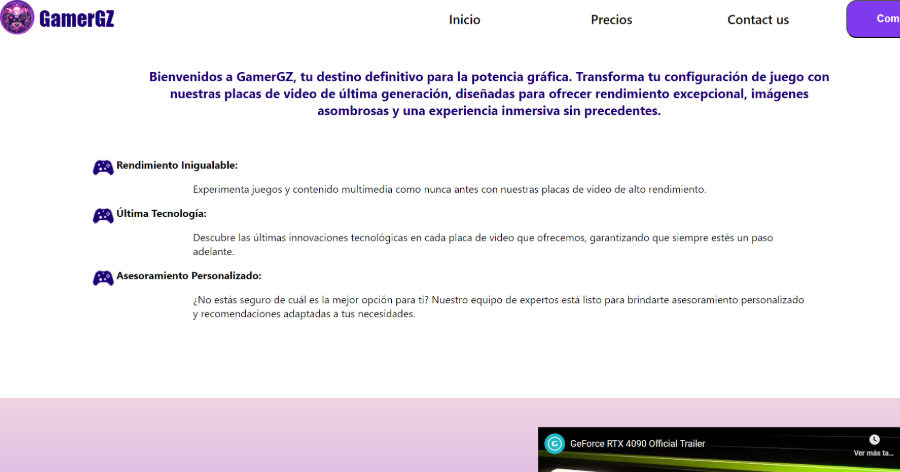 GamerGZ
Inicio
Precios
Contact us
Com
Bienvenidos a GamerGZ, tu destino definitivo para la potencia gráfica. Transforma tu configuración de juego con
nuestras placas de video de última generación, diseñadas para ofrecer rendimiento excepcional, imágenes
asombrosas y una experiencia inmersiva sin precedentes.
Rendimiento Inigualable:
Experimenta juegos y contenido multimedia como nunca antes con nuestras placas de video de alto rendimiento.
Última Tecnología:
Descubre las últimas innovaciones tecnológicas en cada placa de video que ofrecemos, garantizando que siempre estés un paso
adelante.
Asesoramiento Personalizado:
¿No estás seguro de cuál es la mejor opción para ti? Nuestro equipo de expertos está listo para brindarte asesoramiento personalizado
y recomendaciones adaptadas a tus necesidades.
GeForce RTX 4090 Official Trailer
Ver más ta...